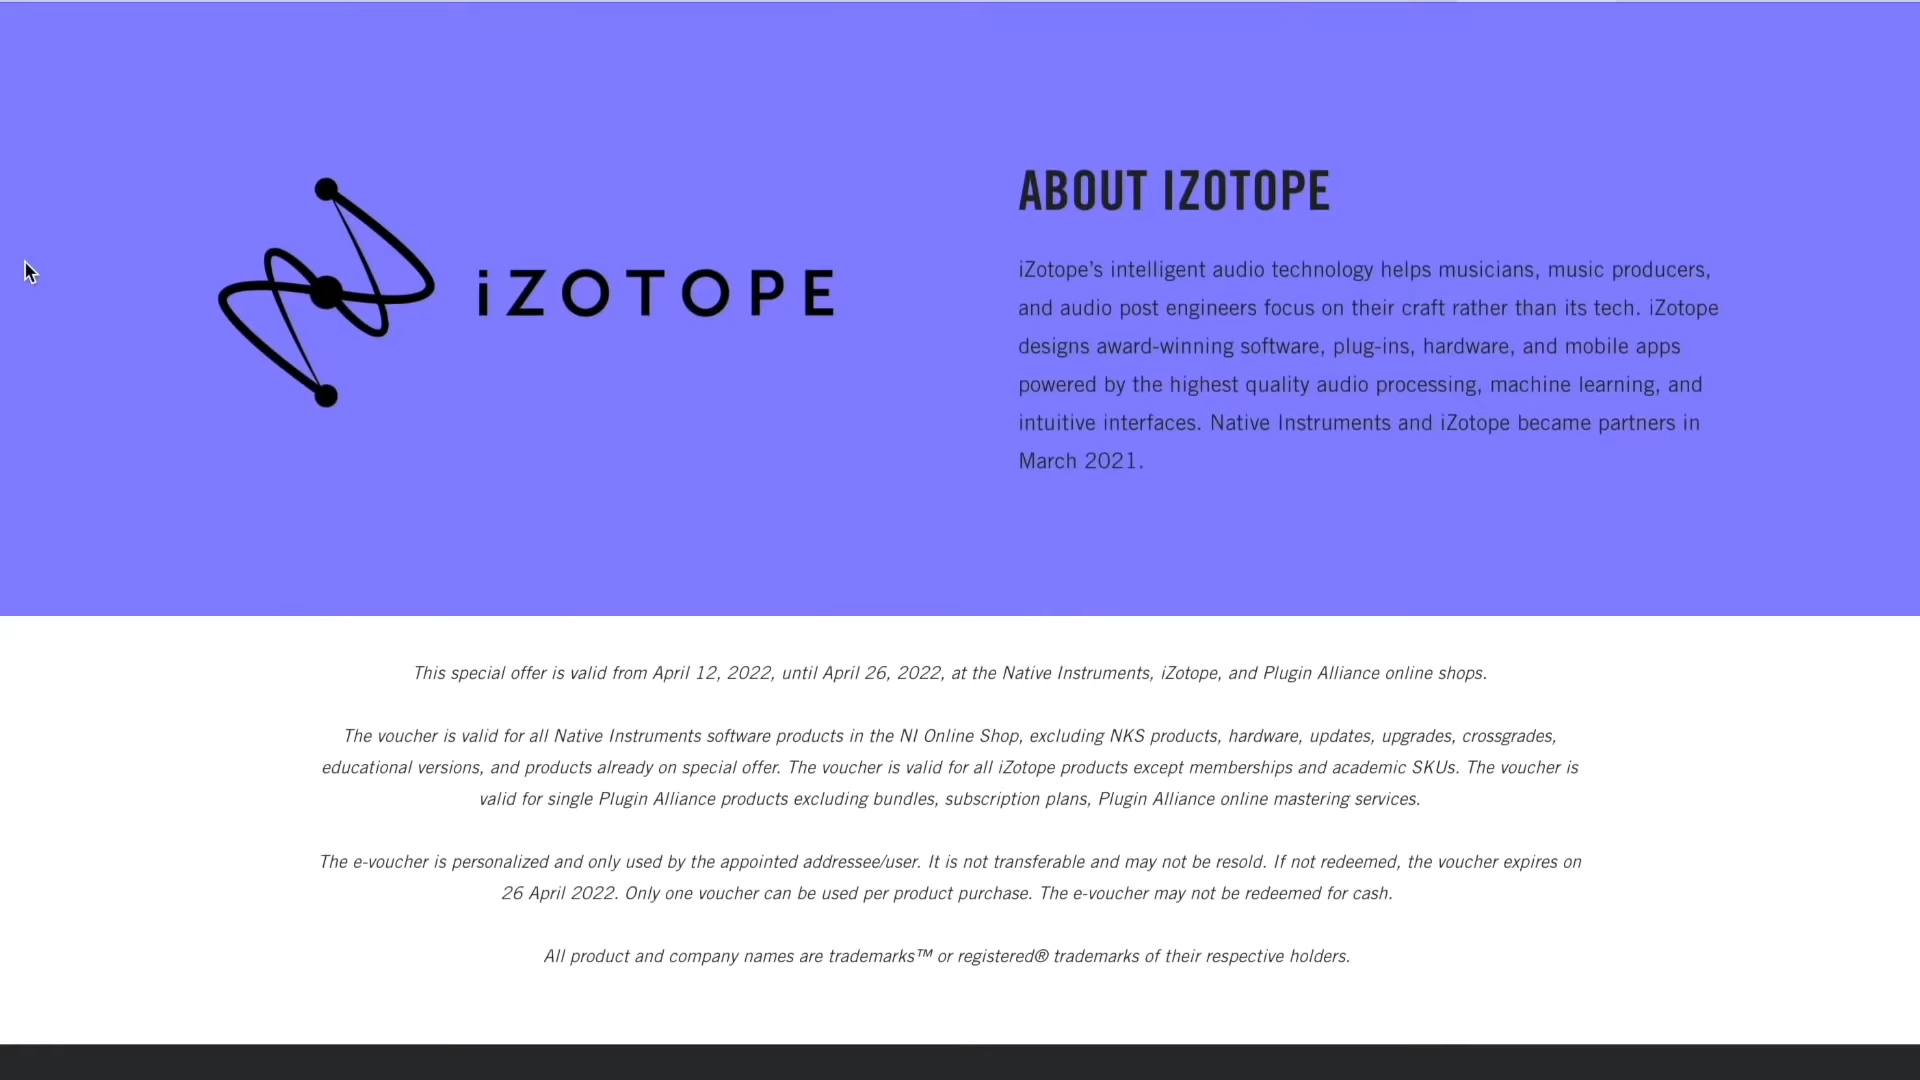 iZOTOPE
ABOUT IZOTOPE
iZotope’s intelligent audio technology helps musicians, music producers,
and audio post engineers focus on their craft rather than its tech. iZotope
designs award-winning software, plug-ins, hardware, and mobile apps
powered by the highest quality audio processing, machine learning, and
intuitive interfaces. Native Instruments and iZotope became partners in
March 2021.
This special offer is valid from April 12, 2022, until April 26, 2022, at the Native Instruments, iZotope, and Plugin Alliance online shops.
The voucher is valid for all Native Instruments software products in the NI Online Shop, excluding NKS products, hardware, updates, upgrades, crossgrades,
educational versions, and products already on special offer. The voucher is valid for all iZotope products except memberships and academic SKUs. The voucher is
valid for single Plugin Alliance products excluding bundles, subscription plans, Plugin Alliance online mastering services.
The e-voucher is personalized and only used by the appointed addressee/user. It is not transferable and may not be resold. If not redeemed, the voucher expires on
26 April 2022. Only one voucher can be used per product purchase. The e-voucher may not be redeemed for cash.
All product and company names are trademarks™ or registered® trademarks of their respective holders.